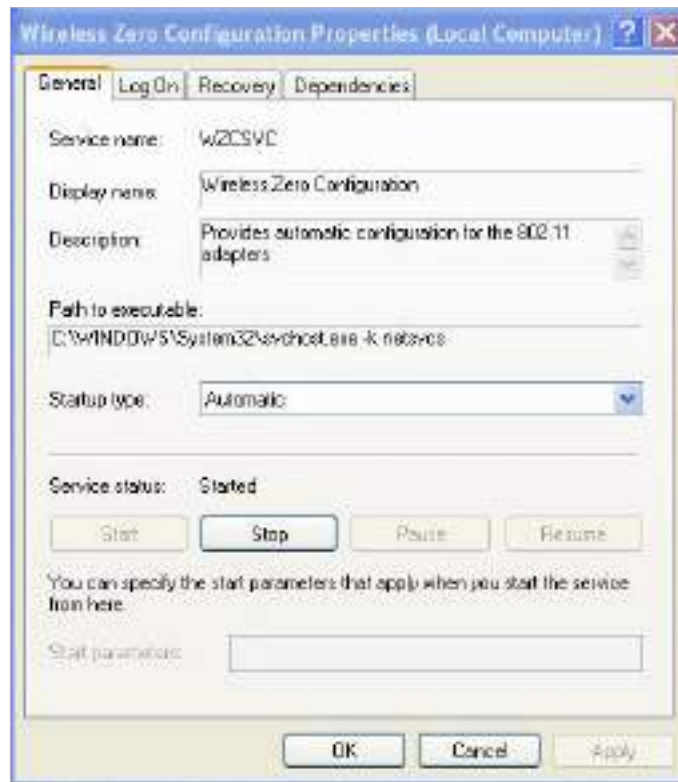 Wireless Zero Configuration Properties (Local Computer)
General Log On Recovery Dependencies
Service name: WZCSVC
Display name: Wireless Zero Configuration
Description: Provides automatic configuration for the 802.11
adapters
Path to executable:
C:\WINDOWS\System32\svchost.exe -k netsvcs
Startup type: Automatic
Service status: Started
Start Stop Pause Resume
You can specify the start parameters that apply when you start the service
from here.
Start parameters:
OK Cancel Apply